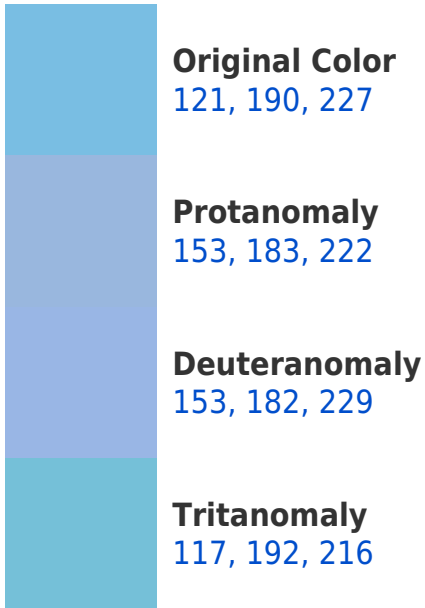 Original Color
121, 190, 227
Protanomaly
153, 183, 222
Deuteranomaly
153, 182, 229
Tritanomaly
117, 192, 216